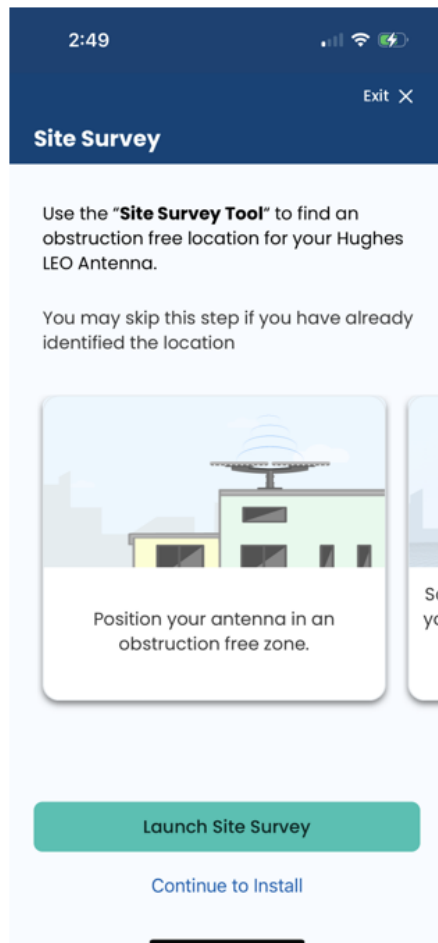 2:49
Exit
Site Survey
Use the “Site Survey Tool“ to find an
obstruction free location for your Hughes
LEO Antenna.
You may skip this step if you have already
identified the location
Position your antenna in an
obstruction free zone.
Launch Site Survey
Continue to Install